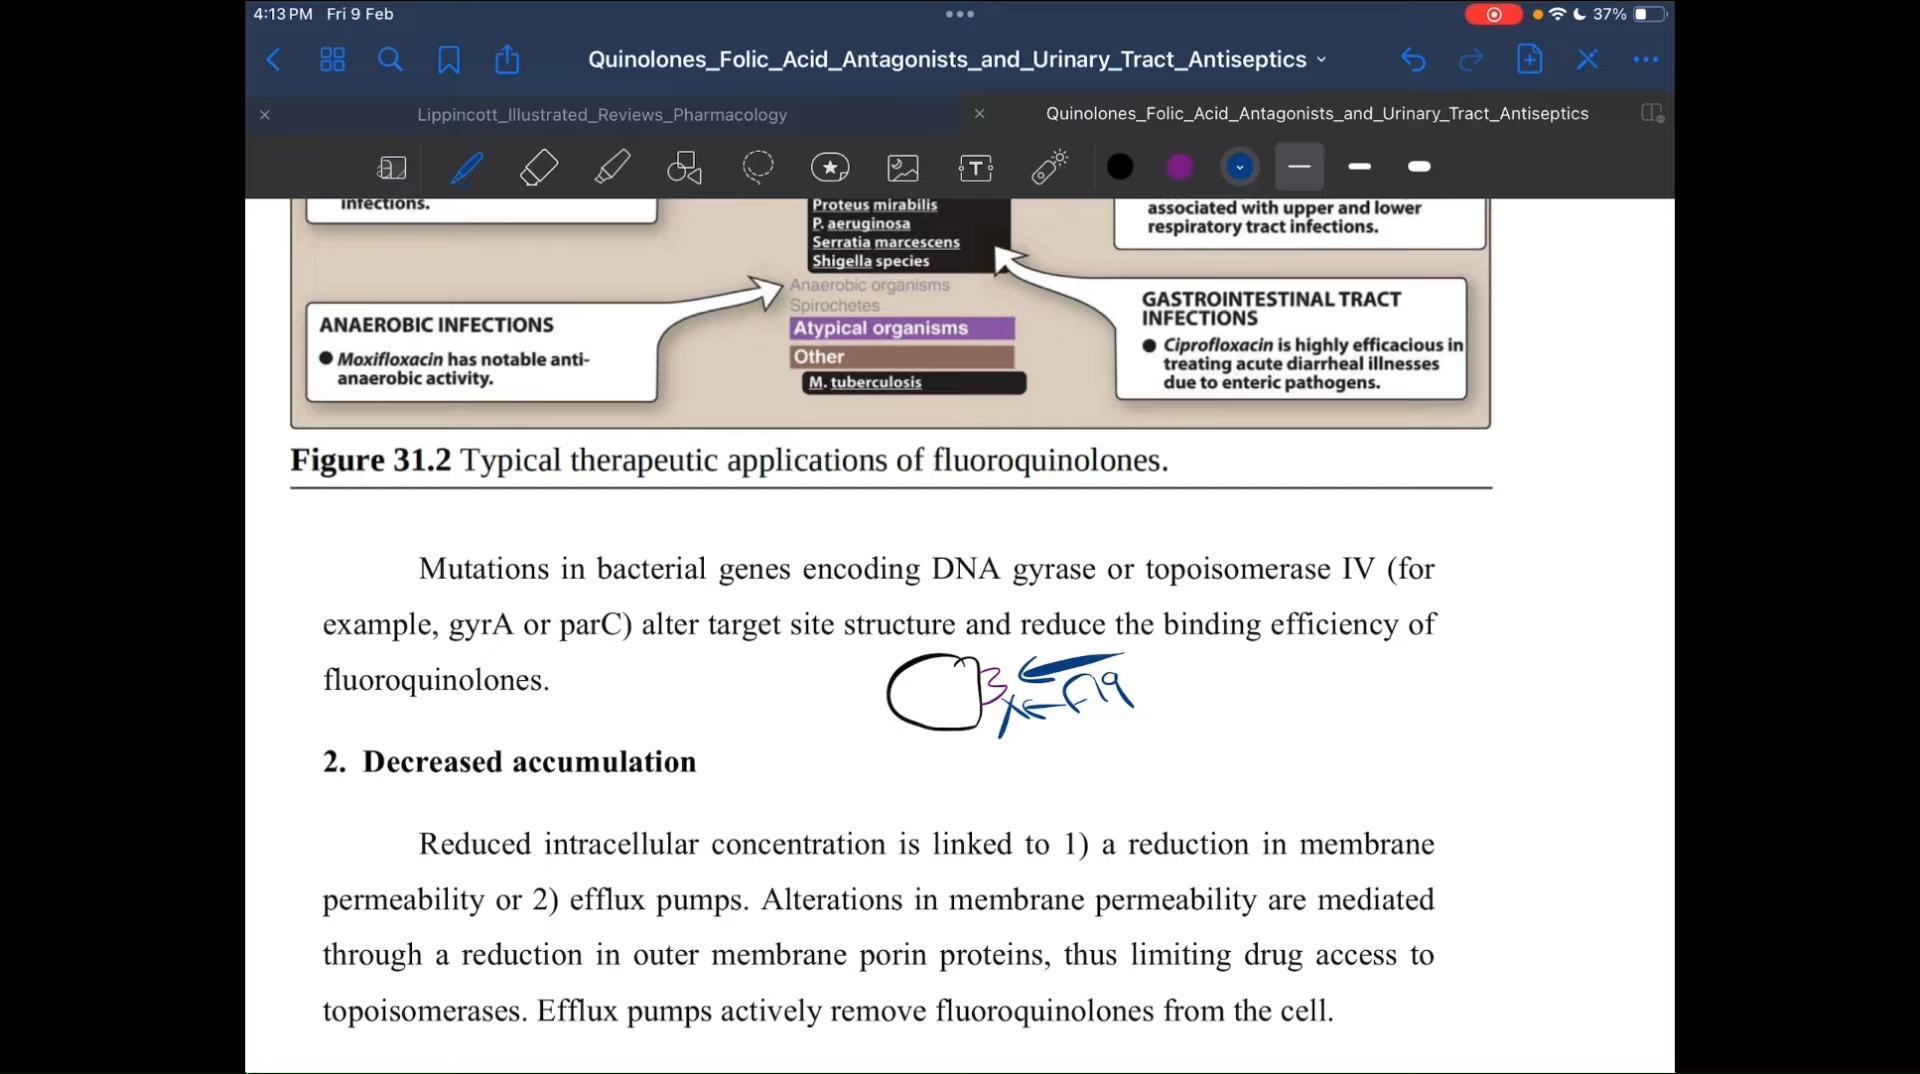 4:13 PM Fri 9 Feb
37%
Quinolones_Folic_Acid_Antagonists_and_Urinary_Tract_Antiseptics
Lippincott_Illustrated_Reviews_Pharmacology
Quinolones_Folic_Acid_Antagonists_and_Urinary_Tract_Antiseptics
infections.
Proteus mirabilis
P. aeruginosa
Serratia marcescens
Shigella species
Anaerobic organisms
Spirochetes
Atypical organisms
Other
M. tuberculosis
associated with upper and lower
respiratory tract infections.
ANAEROBIC INFECTIONS
Moxifloxacin has notable anti-
anaerobic activity.
GASTROINTESTINAL TRACT
INFECTIONS
Ciprofloxacin is highly efficacious in
treating acute diarrheal illnesses
due to enteric pathogens.
Figure 31.2 Typical therapeutic applications of fluoroquinolones.
Mutations in bacterial genes encoding DNA gyrase or topoisomerase IV (for
example, gyrA or parC) alter target site structure and reduce the binding efficiency of
fluoroquinolones.
2. Decreased accumulation
Reduced intracellular concentration is linked to 1) a reduction in membrane
permeability or 2) efflux pumps. Alterations in membrane permeability are mediated
through a reduction in outer membrane porin proteins, thus limiting drug access to
topoisomerases. Efflux pumps actively remove fluoroquinolones from the cell.